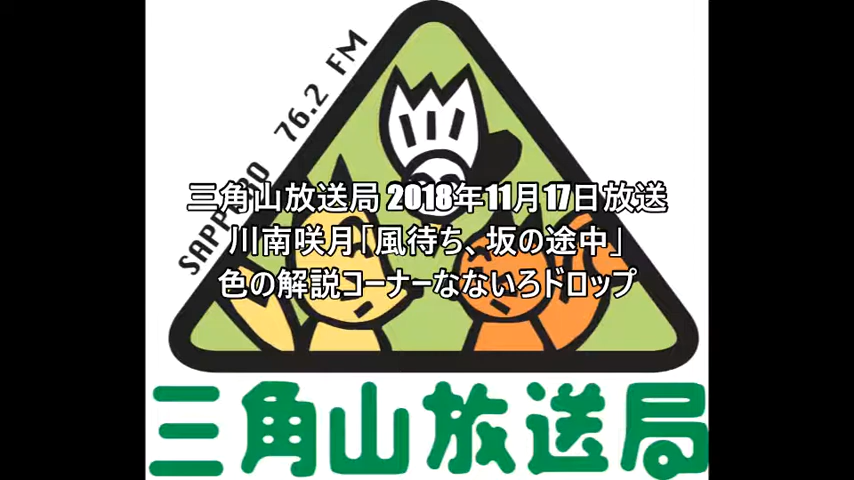 SAPPORO 76.2 FM
三角山放送局 2018年11月17日放送
川南咲月「風待ち、坂の途中」
色の解説コーナーなないろドロップ
三角山放送局